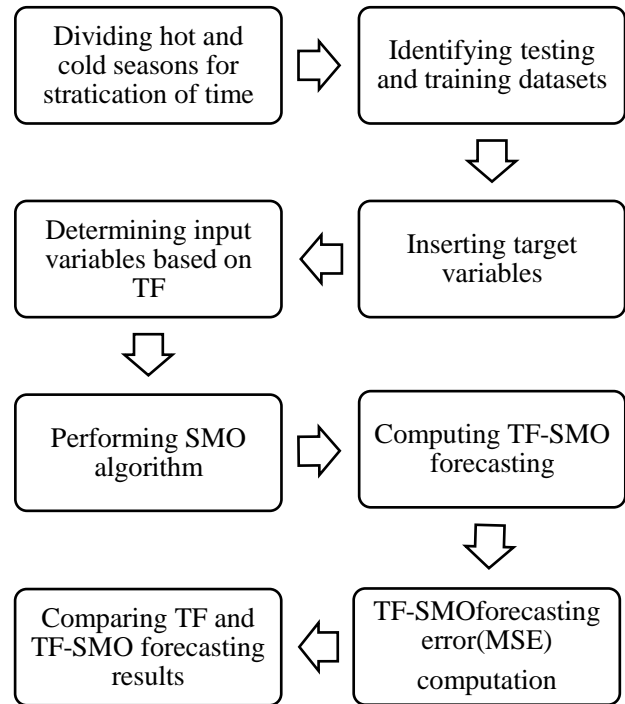 Dividing hot and
cold seasons for
stratication of time
Identifying testing
and training datasets
Inserting target
variables
Determining input
variables based on
TF
Performing SMO
algorithm
Computing TF-SMO
forecasting
TF-SMOforecasting
error(MSE)
computation
Comparing TF and
TF-SMO forecasting
results